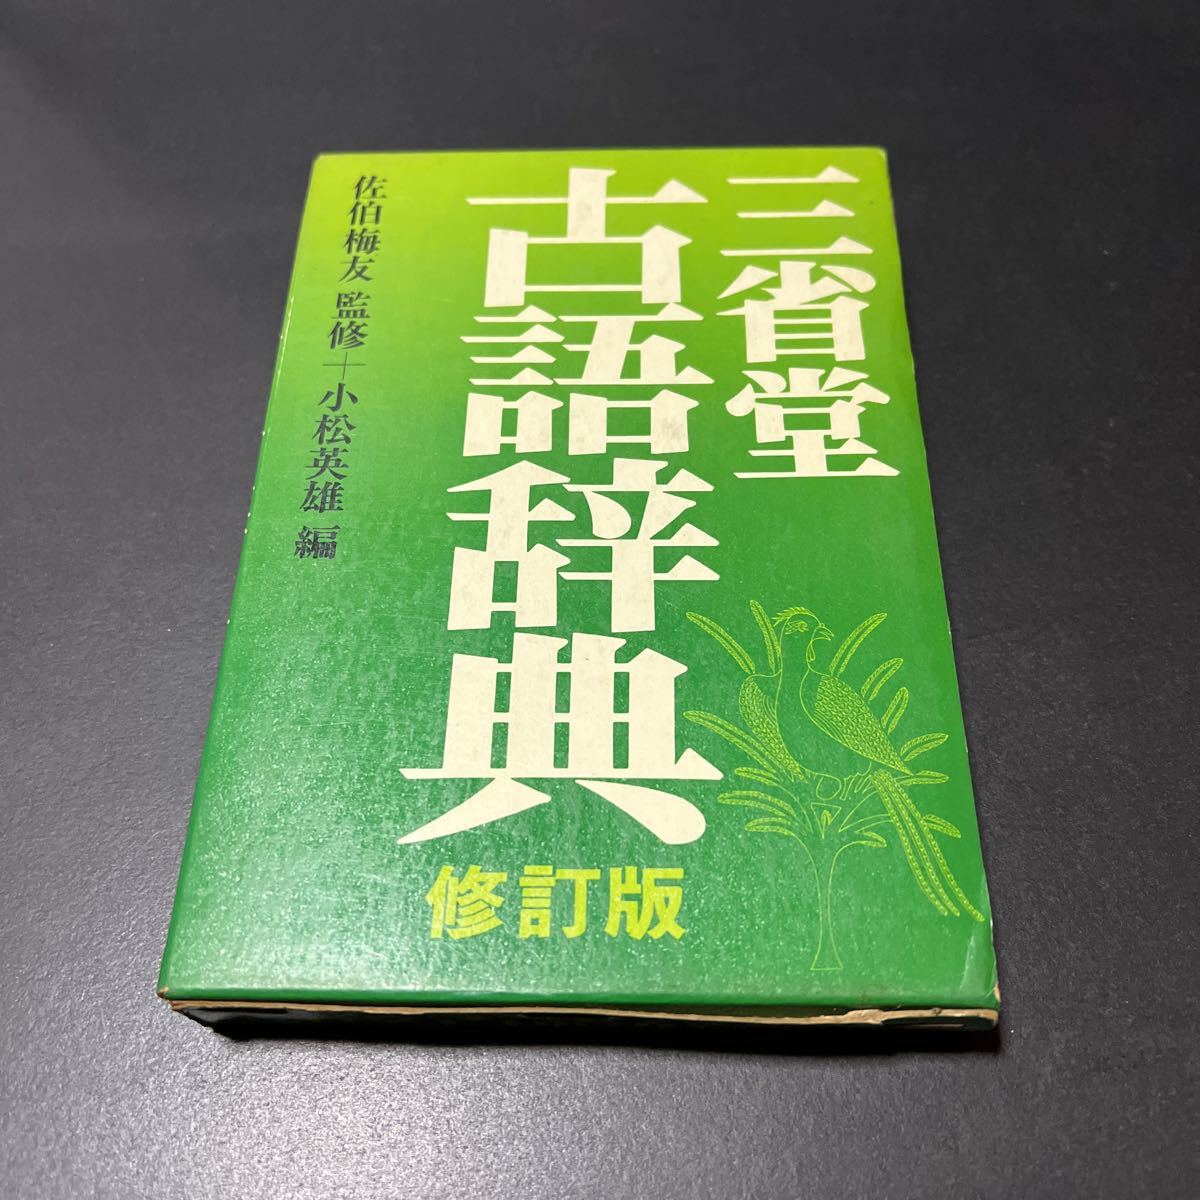 三省堂
古語辞典
修訂版
佐伯梅友 監修＋小松英雄 編